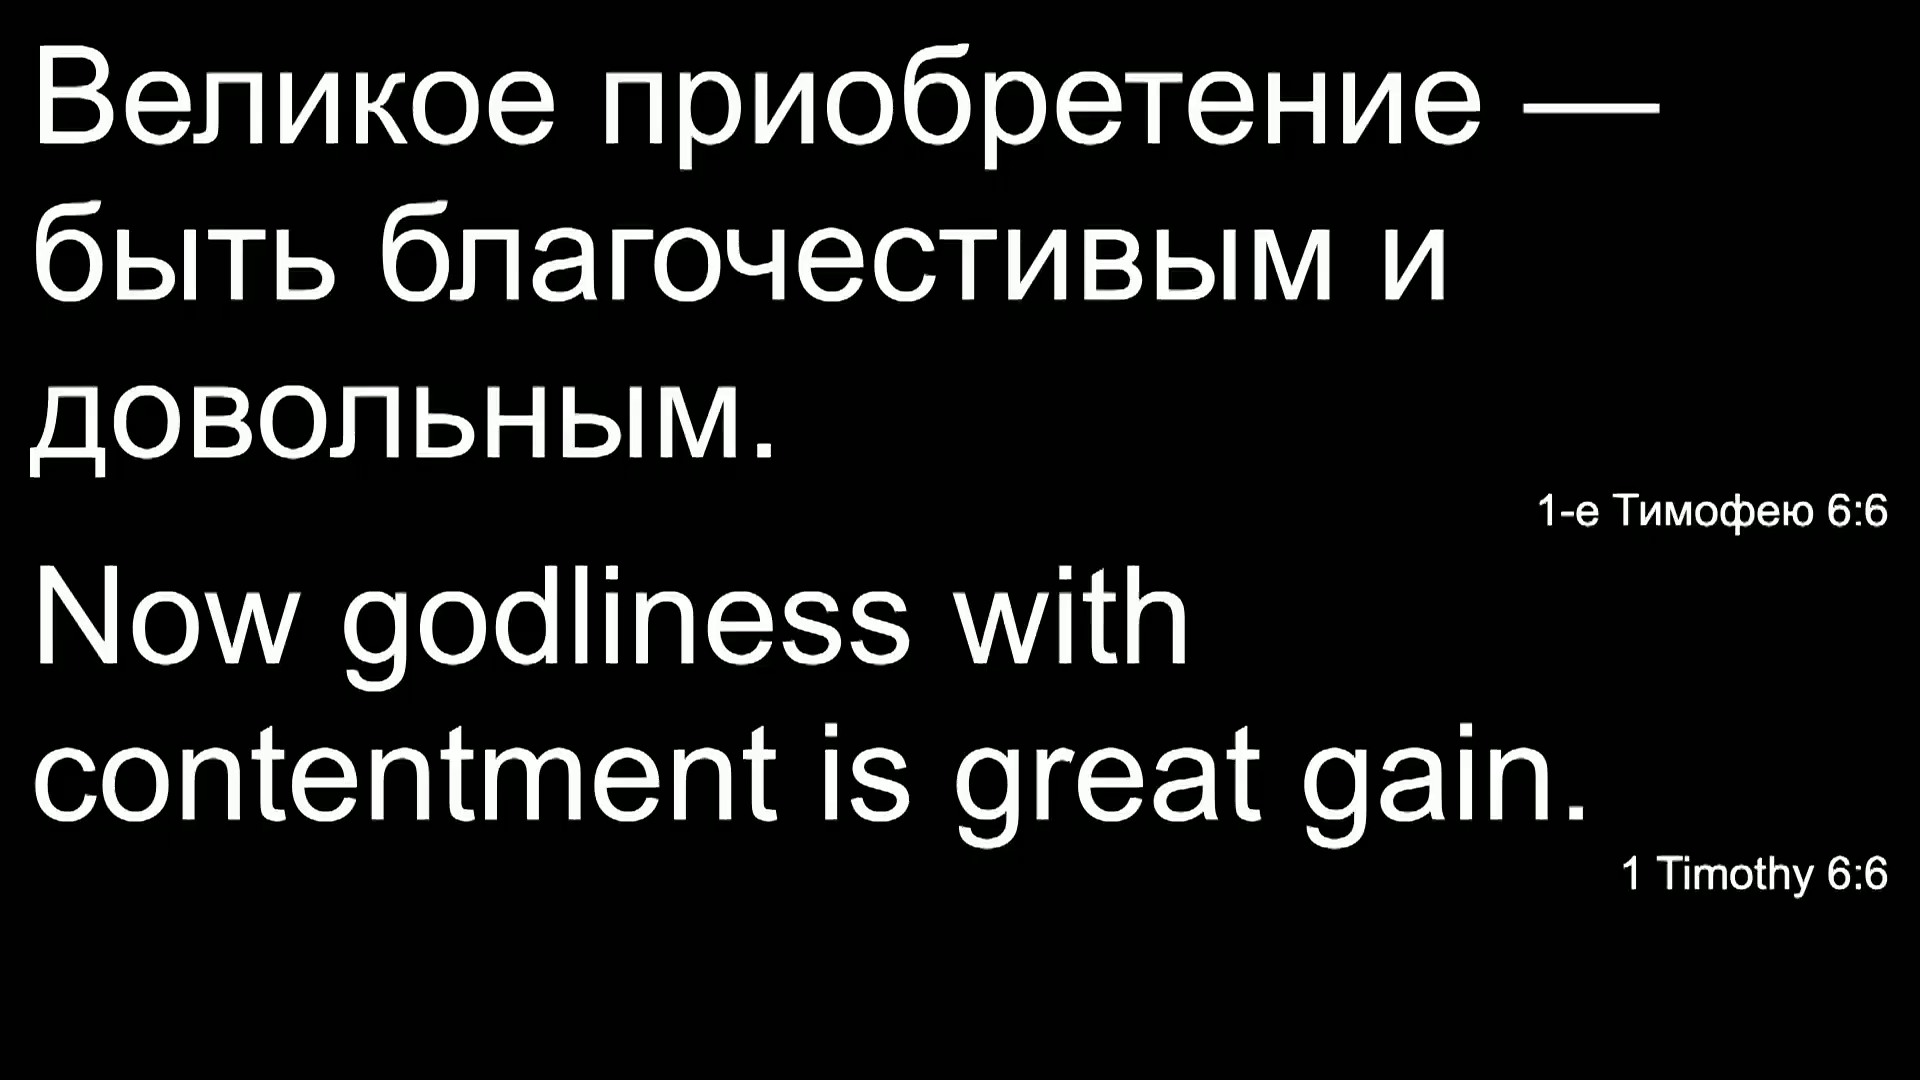 Великое приобретение —
быть благочестивым и
довольным.
1-е Тимофею 6:6
Now godliness with
contentment is great gain.
1 Timothy 6:6